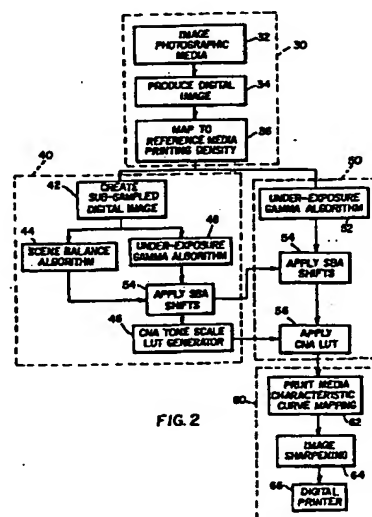 IMAGE
PHOTOGRAPHIC
MEDIA
32
30
PRODUCE DIGITAL
IMAGE
34
MAP TO
REFERENCE MEDIA
PRINTING DENSITY
36
40
42
CREATE
SUB-SAMPLED
DIGITAL IMAGE
44
SCENE BALANCE
ALGORITHM
48
UNDER-EXPOSURE
GAMMA ALGORITHM
54
APPLY SBA
SHIFTS
46
CNA TONE SCALE
LUT GENERATOR
50
UNDER-EXPOSURE
GAMMA ALGORITHM
52
54
APPLY SBA
SHIFTS
56
APPLY
CNA LUT
60
PRUIT MEDIA
CHARACTERISTIC
CURVE MAPPING
62
IMAGE
SHARPENING
64
66
DIGITAL
PRINTER
FIG. 2